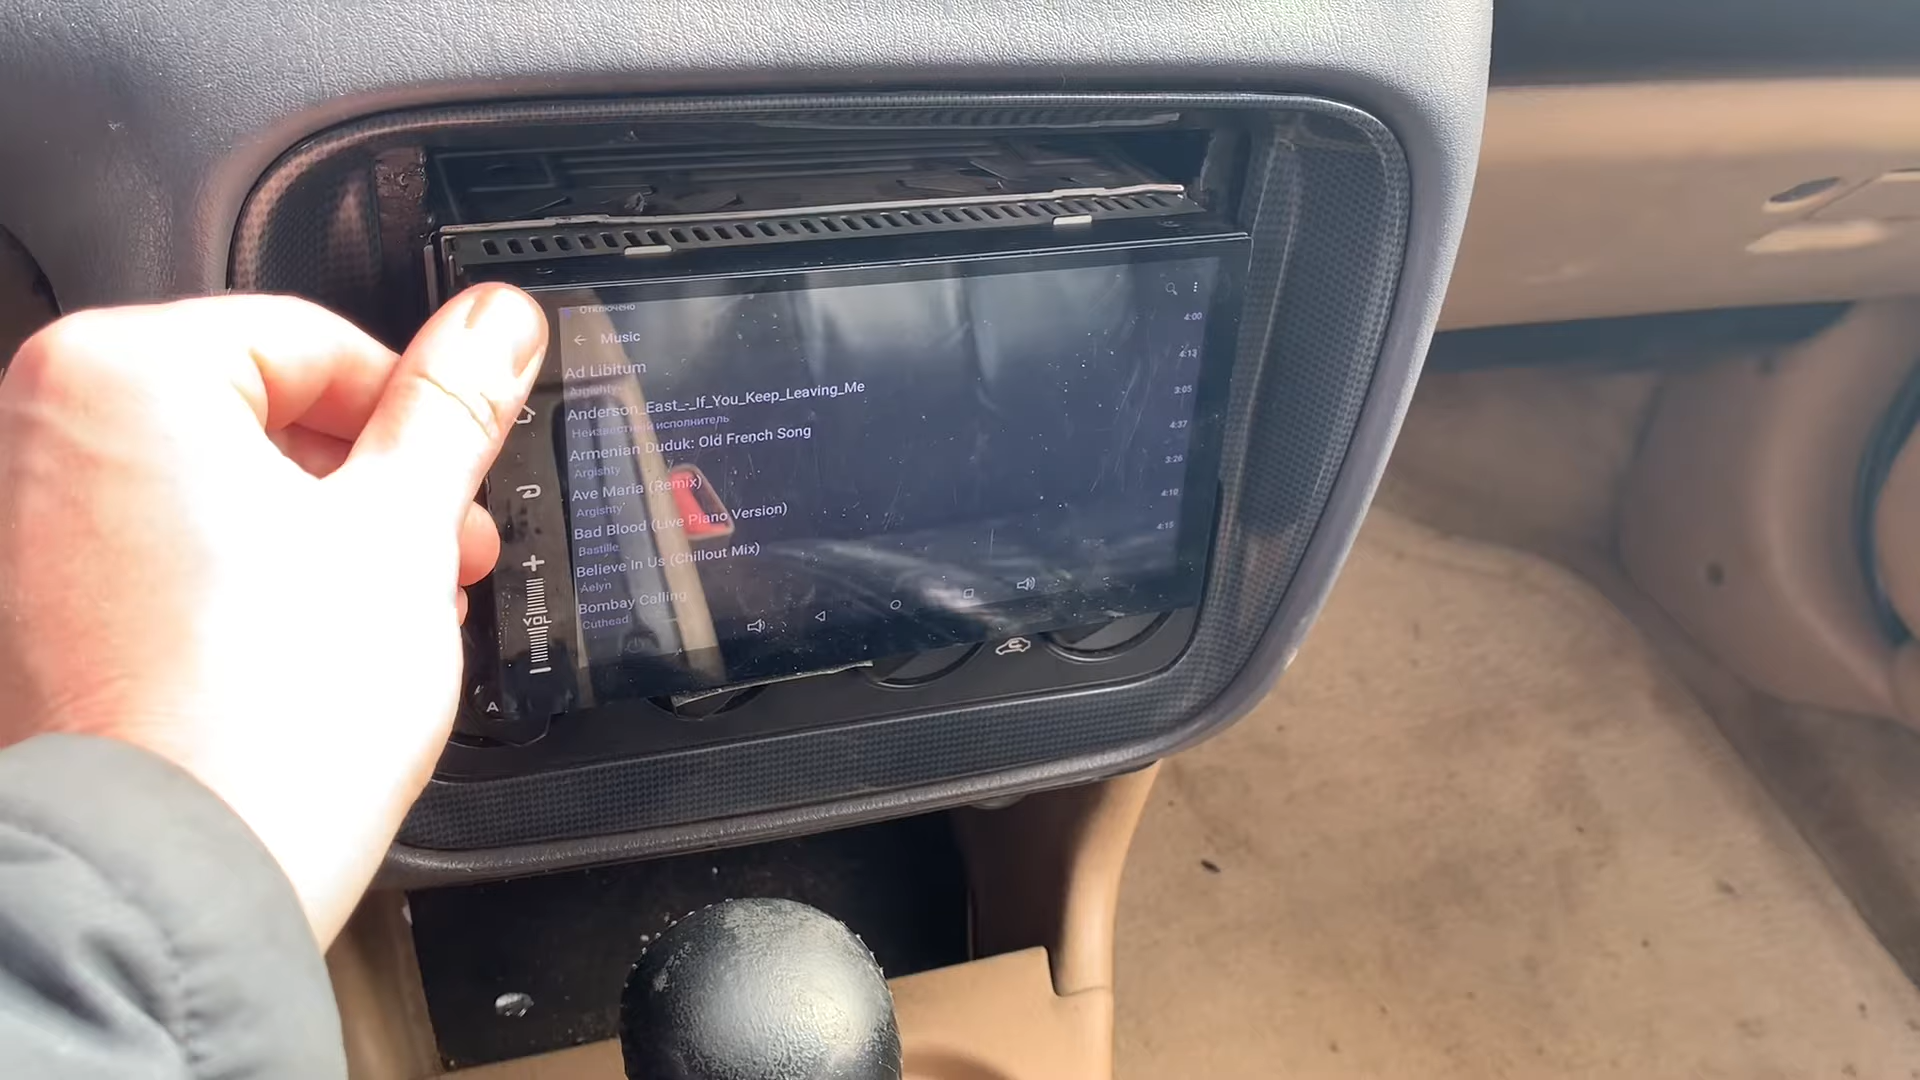 Отключено
Music
4:00
Ad Libitum
Argishty
4:13
Anderson_East_-_If_You_Keep_Leaving_Me
Неизвестный исполнитель
3:05
Armenian Duduk: Old French Song
Argishty
4:37
Ave Maria (Remix)
Argishty
3:26
Bad Blood (Live Piano Version)
Bastille
4:10
Believe In Us (Chillout Mix)
Aelyn
4:15
Bombay Calling
Cuthead
VOL
A